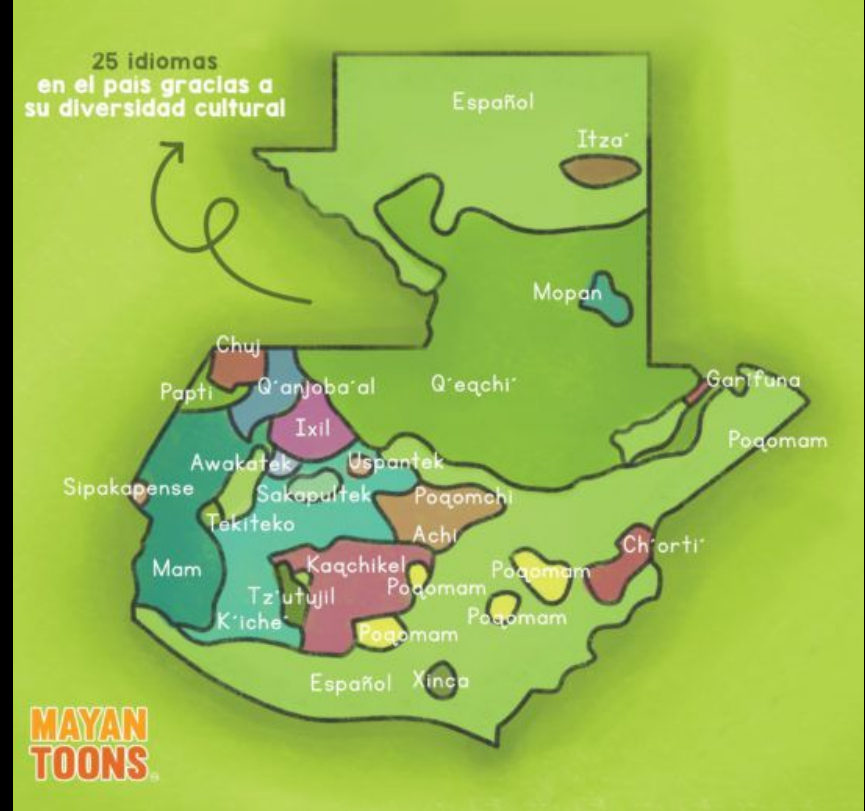 25 idiomas
en el país gracias a
su diversidad cultural
Español
Itza´
Mopan
Chuj
Papti
Q´anjoba´al
Q´eqchi´
Garífuna
Ixil
Poqomam
Awakatek
Uspantek
Sipakapense
Sakapultek
Poqomchi
Tekiteko
Achi
Ch´orti´
Mam
Kaqchikel
Poqomam
Tz´utujil
Poqomam
K´iche´
Poqomam
Poqomam
Español
Xinca
MAYAN
TOONS